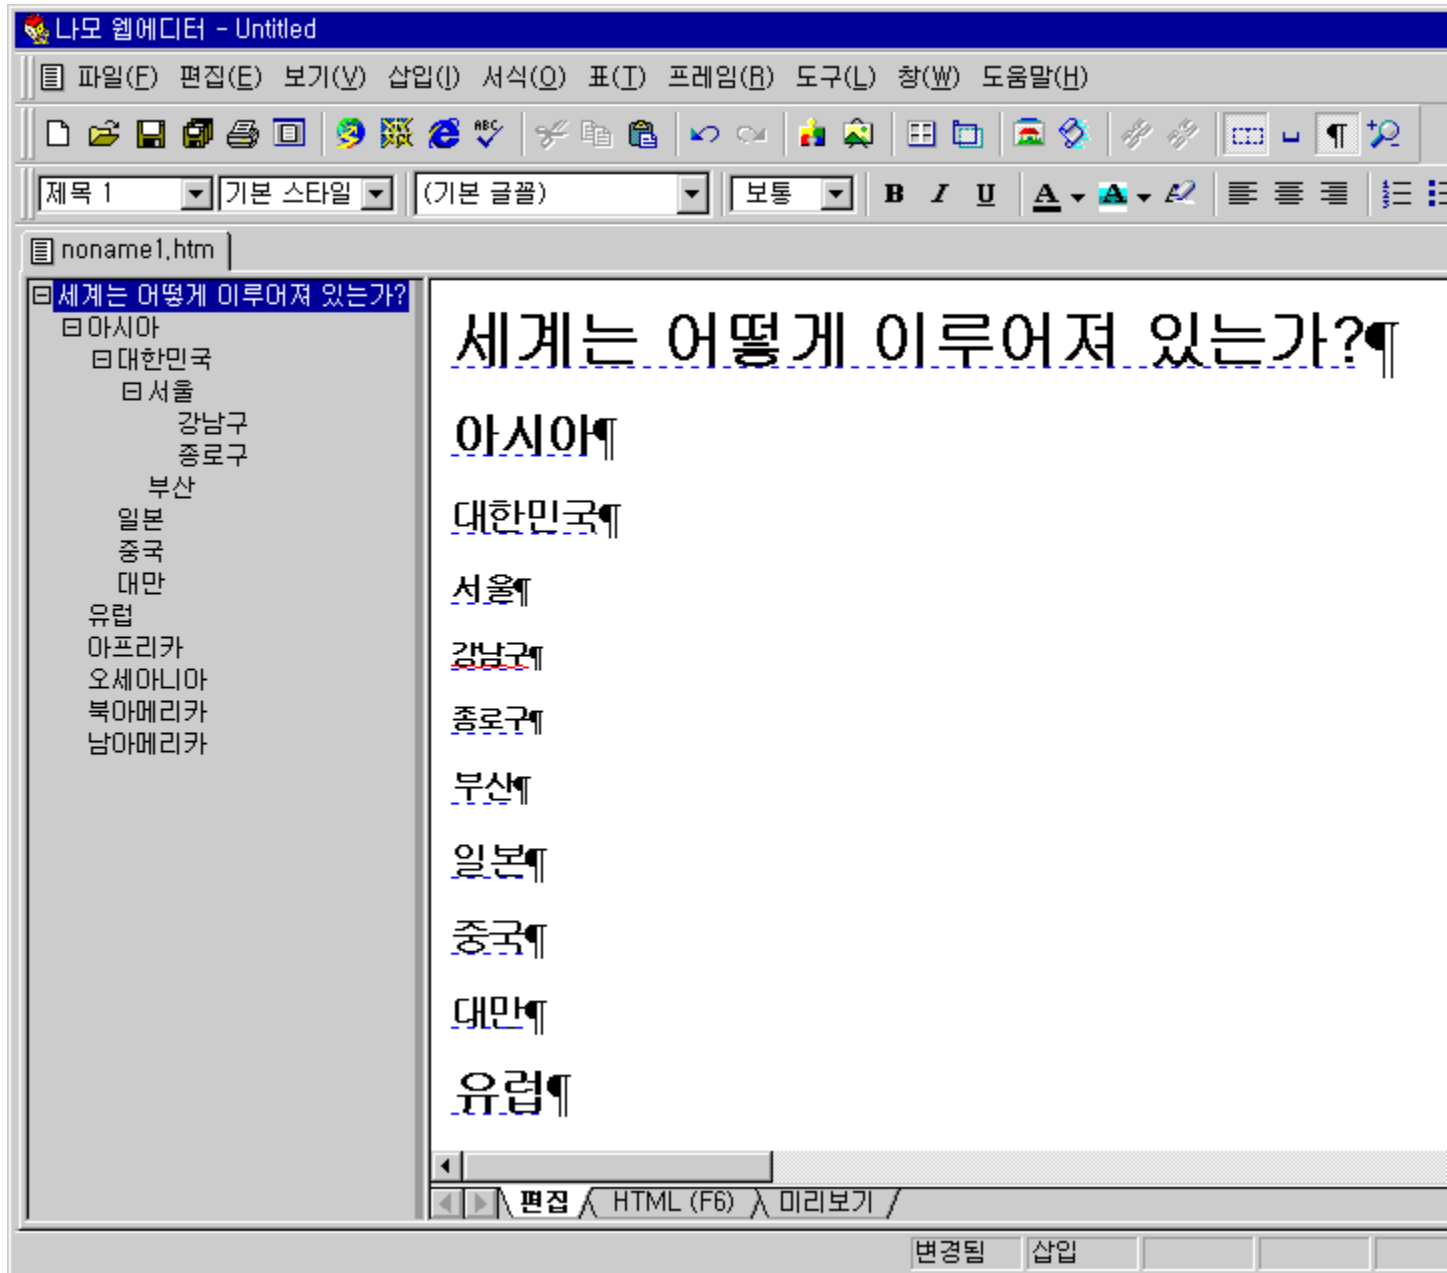 나모 웹에디터 - Untitled
파일(F) 편집(E) 보기(V) 삽입(I) 서식(O) 표(T) 프레임(R) 도구(L) 창(W) 도움말(H)
ABC
제목 1 기본 스타일 (기본 글꼴) 보통 B I U A A
noname1.htm
세계는 어떻게 이루어져 있는가?
아시아
대한민국
서울
강남구
종로구
부산
일본
중국
대만
유럽
아프리카
오세아니아
북아메리카
남아메리카
세계는 어떻게 이루어져 있는가?¶
아시아¶
대한민국¶
서울¶
강남구¶
종로구¶
부산¶
일본¶
중국¶
대만¶
유럽¶
편집 HTML (F6) 미리보기
변경됨 삽입